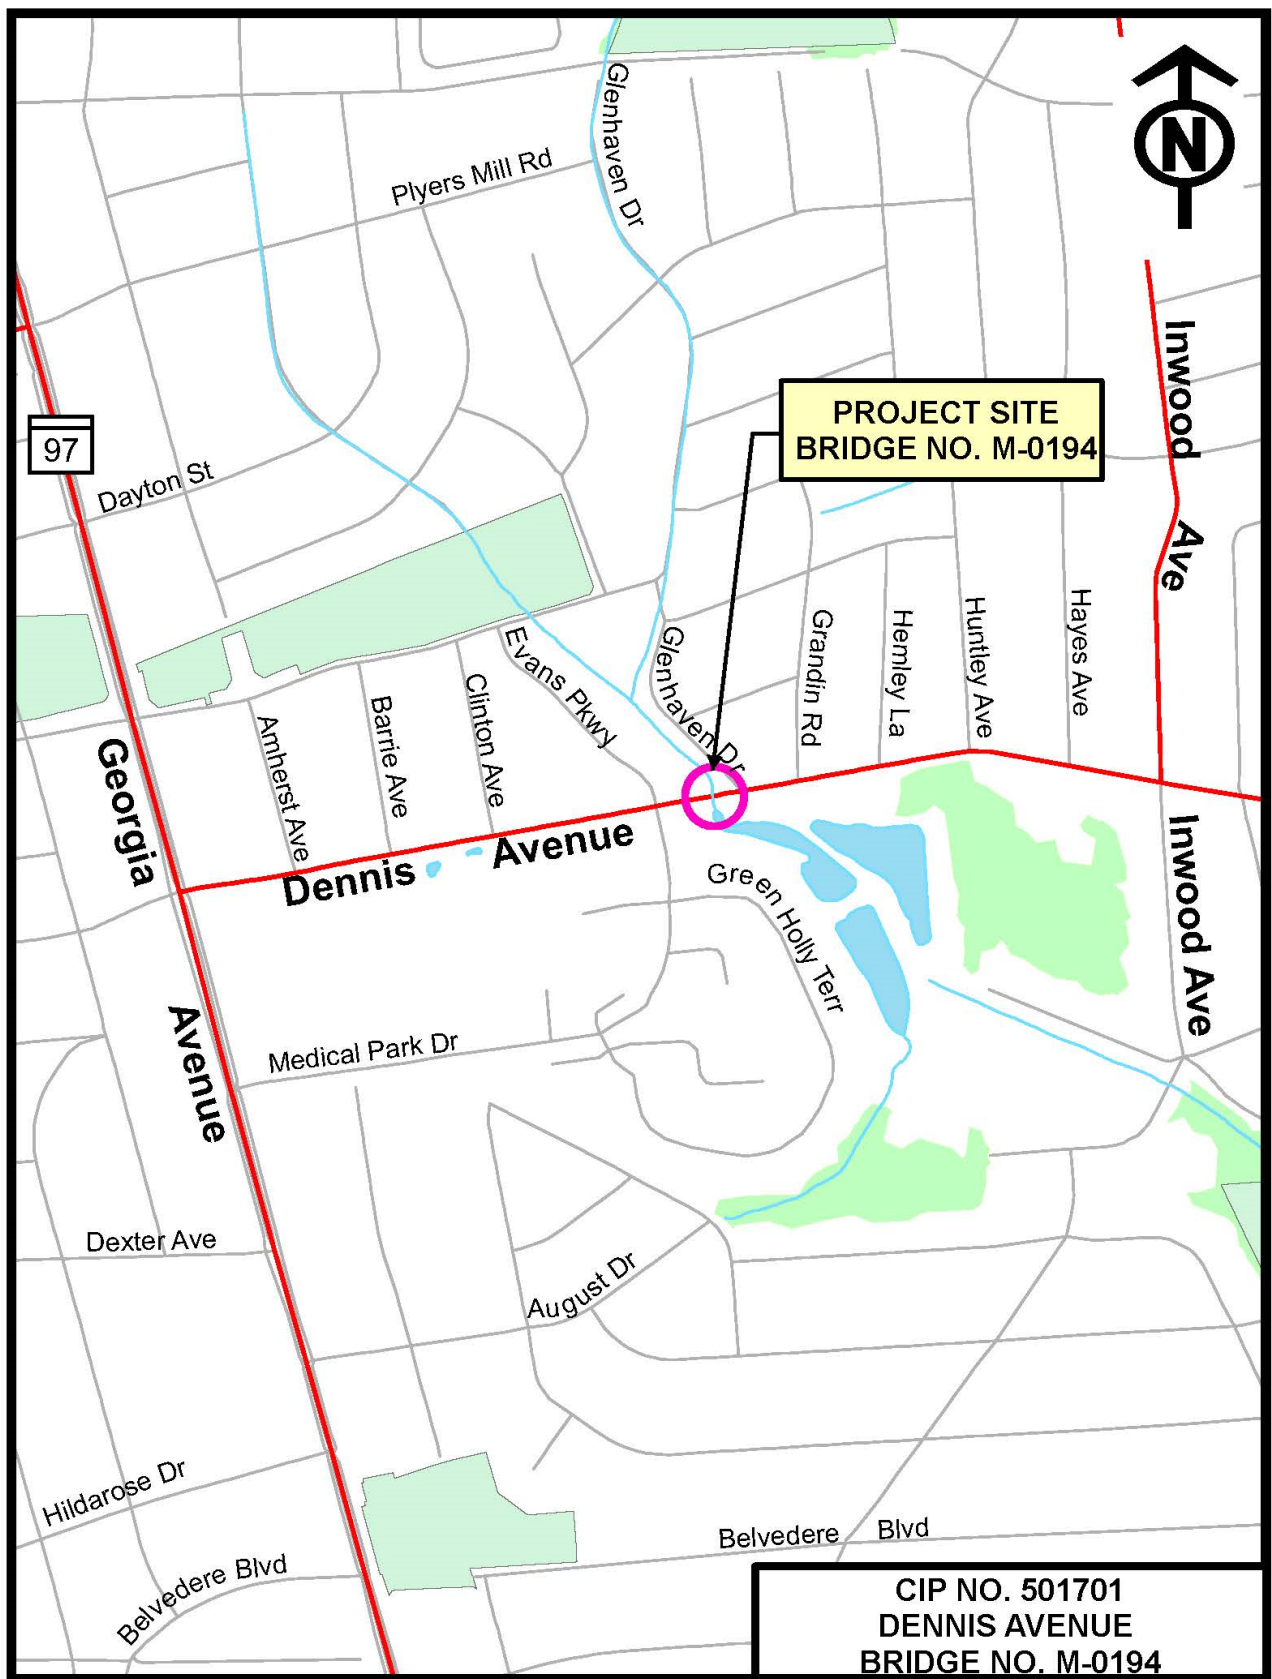 Glenhaven Dr
N
Plyers Mill Rd
Inwood Ave
PROJECT SITE
BRIDGE NO. M-0194
97
Dayton St
Evans Pkwy
Glenhaven Dr
Grandin Rd
Hemley La
Huntley Ave
Hayes Ave
Amherst Ave
Barrie Ave
Clinton Ave
Georgia Avenue
Dennis Avenue
Green Holly Terr
Inwood Ave
Medical Park Dr
Dexter Ave
August Dr
Hildarose Dr
Belvedere Blvd
Belvedere Blvd
CIP NO. 501701
DENNIS AVENUE
BRIDGE NO. M-0194